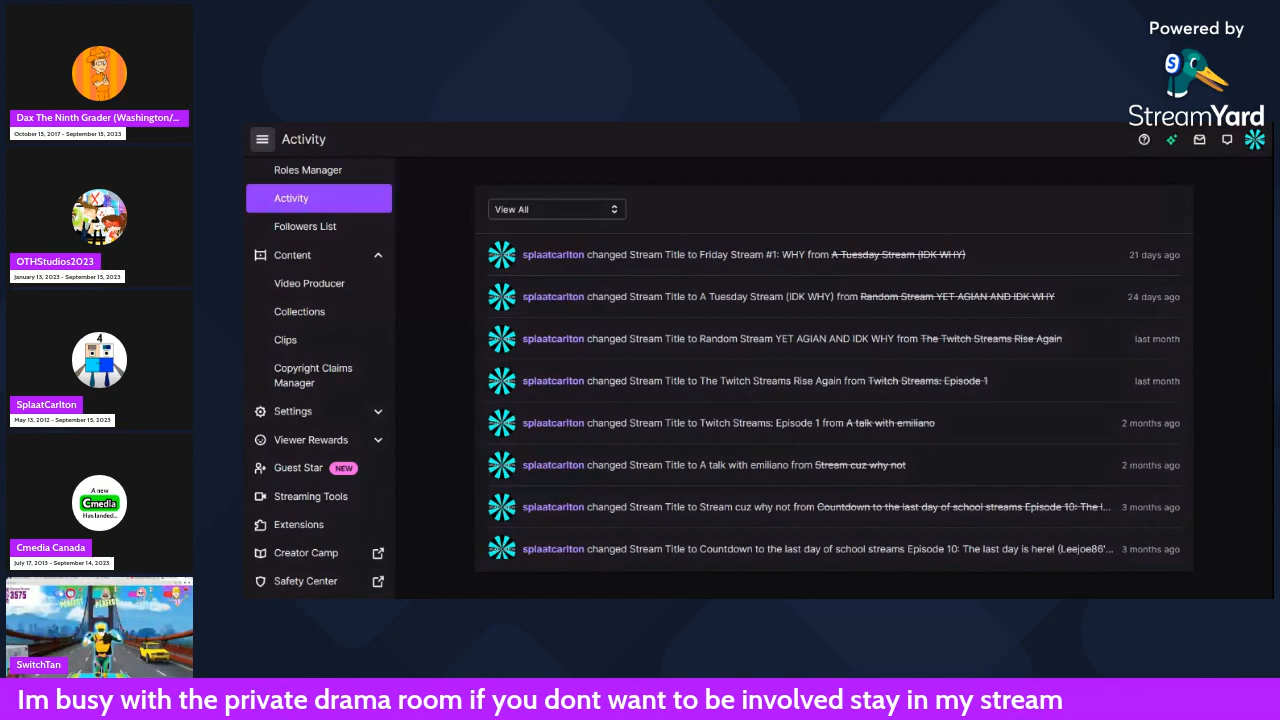 Powered by
StreamYard
Dax The Ninth Grader (Washington/...
October 15, 2017 - September 15, 2023
OTHStudios2023
January 13, 2023 - September 15, 2023
4
SplaatCarlton
May 13, 2012 - September 15, 2023
A new
Cmedia
Has landed...
Cmedia Canada
July 17, 2013 - September 14, 2023
3575
PERFECT
PERFECT
SwitchTan
Activity
Roles Manager
Activity
Followers List
Content
Video Producer
Collections
Clips
Copyright Claims
Manager
Settings
Viewer Rewards
Guest Star NEW
Streaming Tools
Extensions
Creator Camp
Safety Center
View All
splaatcarlton changed Stream Title to Friday Stream #1: WHY from A Tuesday Stream (IDK WHY) 21 days ago
splaatcarlton changed Stream Title to A Tuesday Stream (IDK WHY) from Random Stream YET AGIAN AND IDK WHY 24 days ago
splaatcarlton changed Stream Title to Random Stream YET AGIAN AND IDK WHY from The Twitch Streams Rise Again last month
splaatcarlton changed Stream Title to The Twitch Streams Rise Again from Twitch Streams: Episode 1 last month
splaatcarlton changed Stream Title to Twitch Streams: Episode 1 from A talk with emiliano 2 months ago
splaatcarlton changed Stream Title to A talk with emiliano from Stream cuz why not 2 months ago
splaatcarlton changed Stream Title to Stream cuz why not from Countdown to the last day of school streams Episode 10: The l... 3 months ago
splaatcarlton changed Stream Title to Countdown to the last day of school streams Episode 10: The last day is here! (Leejoe86'... 3 months ago
Im busy with the private drama room if you dont want to be involved stay in my stream